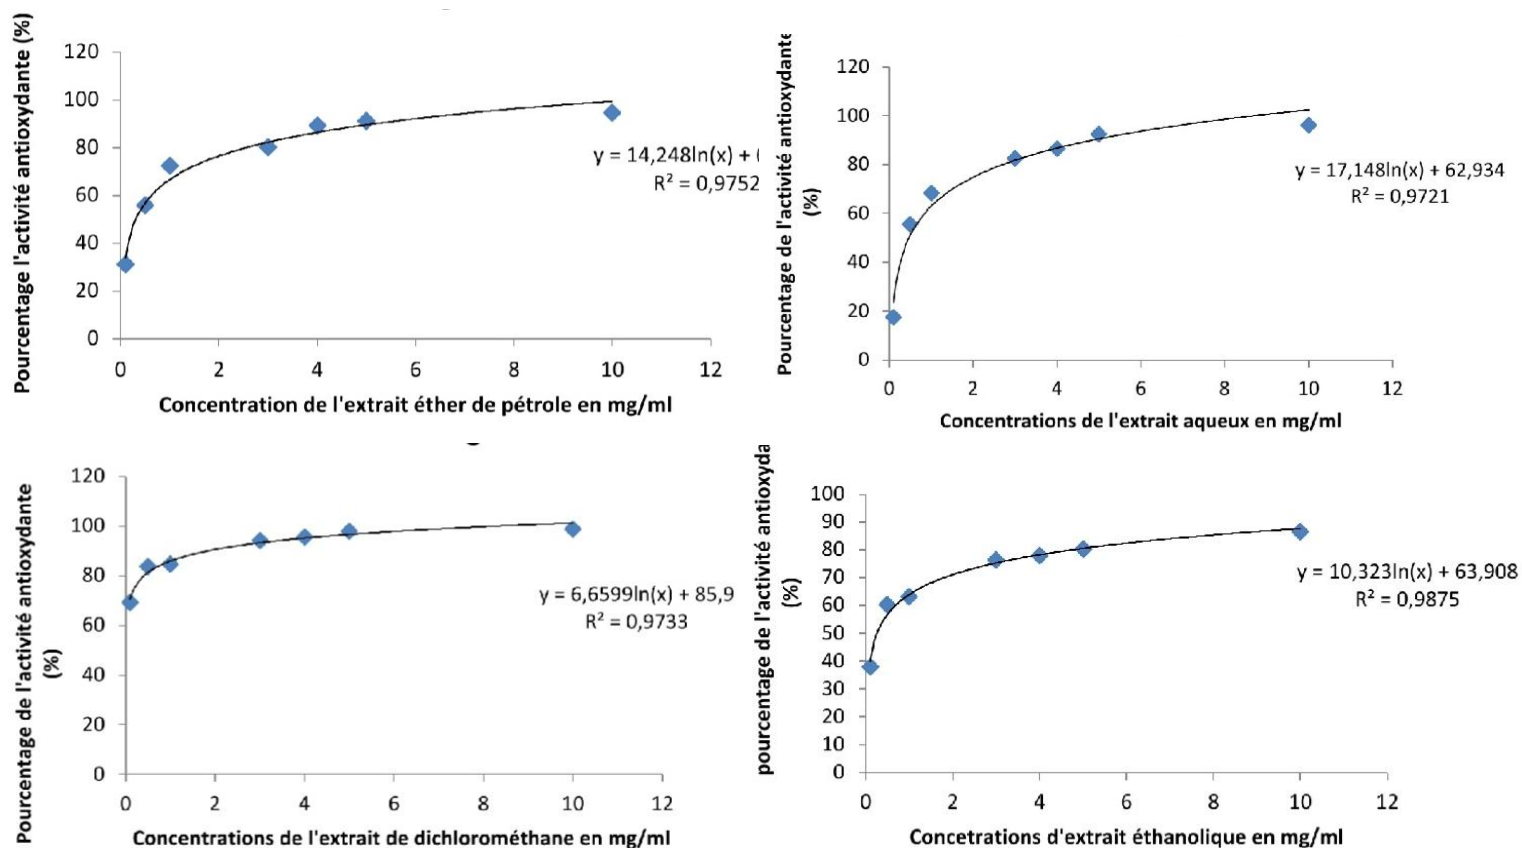 Pourcentage l'activité antioxydante (%)
120
100
80
60
40
20
0
0 2 4 6 8 10 12
y = 14,248ln(x) +
R² = 0,9752
Concentration de l'extrait éther de pétrole en mg/ml
Pourcentage de l'activité antioxydante
(%)
120
100
80
60
40
20
0
0 2 4 6 8 10 12
y = 17,148ln(x) + 62,934
R² = 0,9721
Concentrations de l'extrait aqueux en mg/ml
Pourcentage de l'activité antioxydante
(%)
120
100
80
60
40
20
0
0 2 4 6 8 10 12
y = 6,6599ln(x) + 85,9
R² = 0,9733
Concentrations de l'extrait de dichlorométhane en mg/ml
pourcentage de l'activité antioxyda
(%)
100
90
80
70
60
50
40
30
20
10
0
0 2 4 6 8 10 12
y = 10,323ln(x) + 63,908
R² = 0,9875
Concetrations d'extrait éthanolique en mg/ml